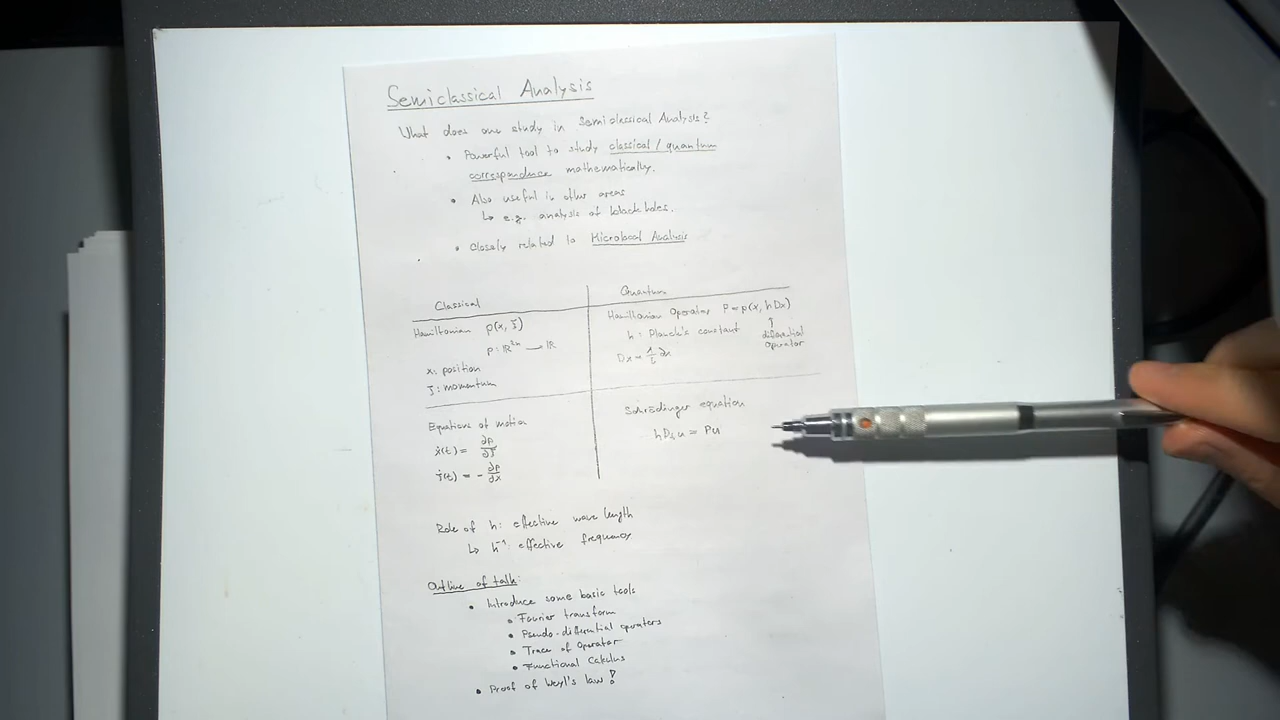 Semiclassical Analysis
What does one study in Semiclassical Analysis?
• Powerful tool to study classical / quantum
correspondence mathematically.
• Also useful in other areas
↳ e.g. analysis of black holes.
• Closely related to Microlocal Analysis
Classical
Quantum
Hamiltonian p(x, ξ)
p: ℝ²ⁿ → ℝ
x: position
ξ: momentum
Hamiltonian Operator P = p(x, hDx)
h: Planck's constant
↑
differential
operator
Dx = 1/i ∂x
Equations of motion
ẋ(t) = ∂p/∂ξ
ξ̇(t) = - ∂p/∂x
Schrödinger equation
hDₜu = Pu
Role of h: effective wave length
↳ h⁻¹: effective frequency
Outline of talk:
• Introduce some basic tools
• Fourier transform
• Pseudo-differential operators
• Trace of Operator
• Functional Calculus
• Proof of Weyl's law!